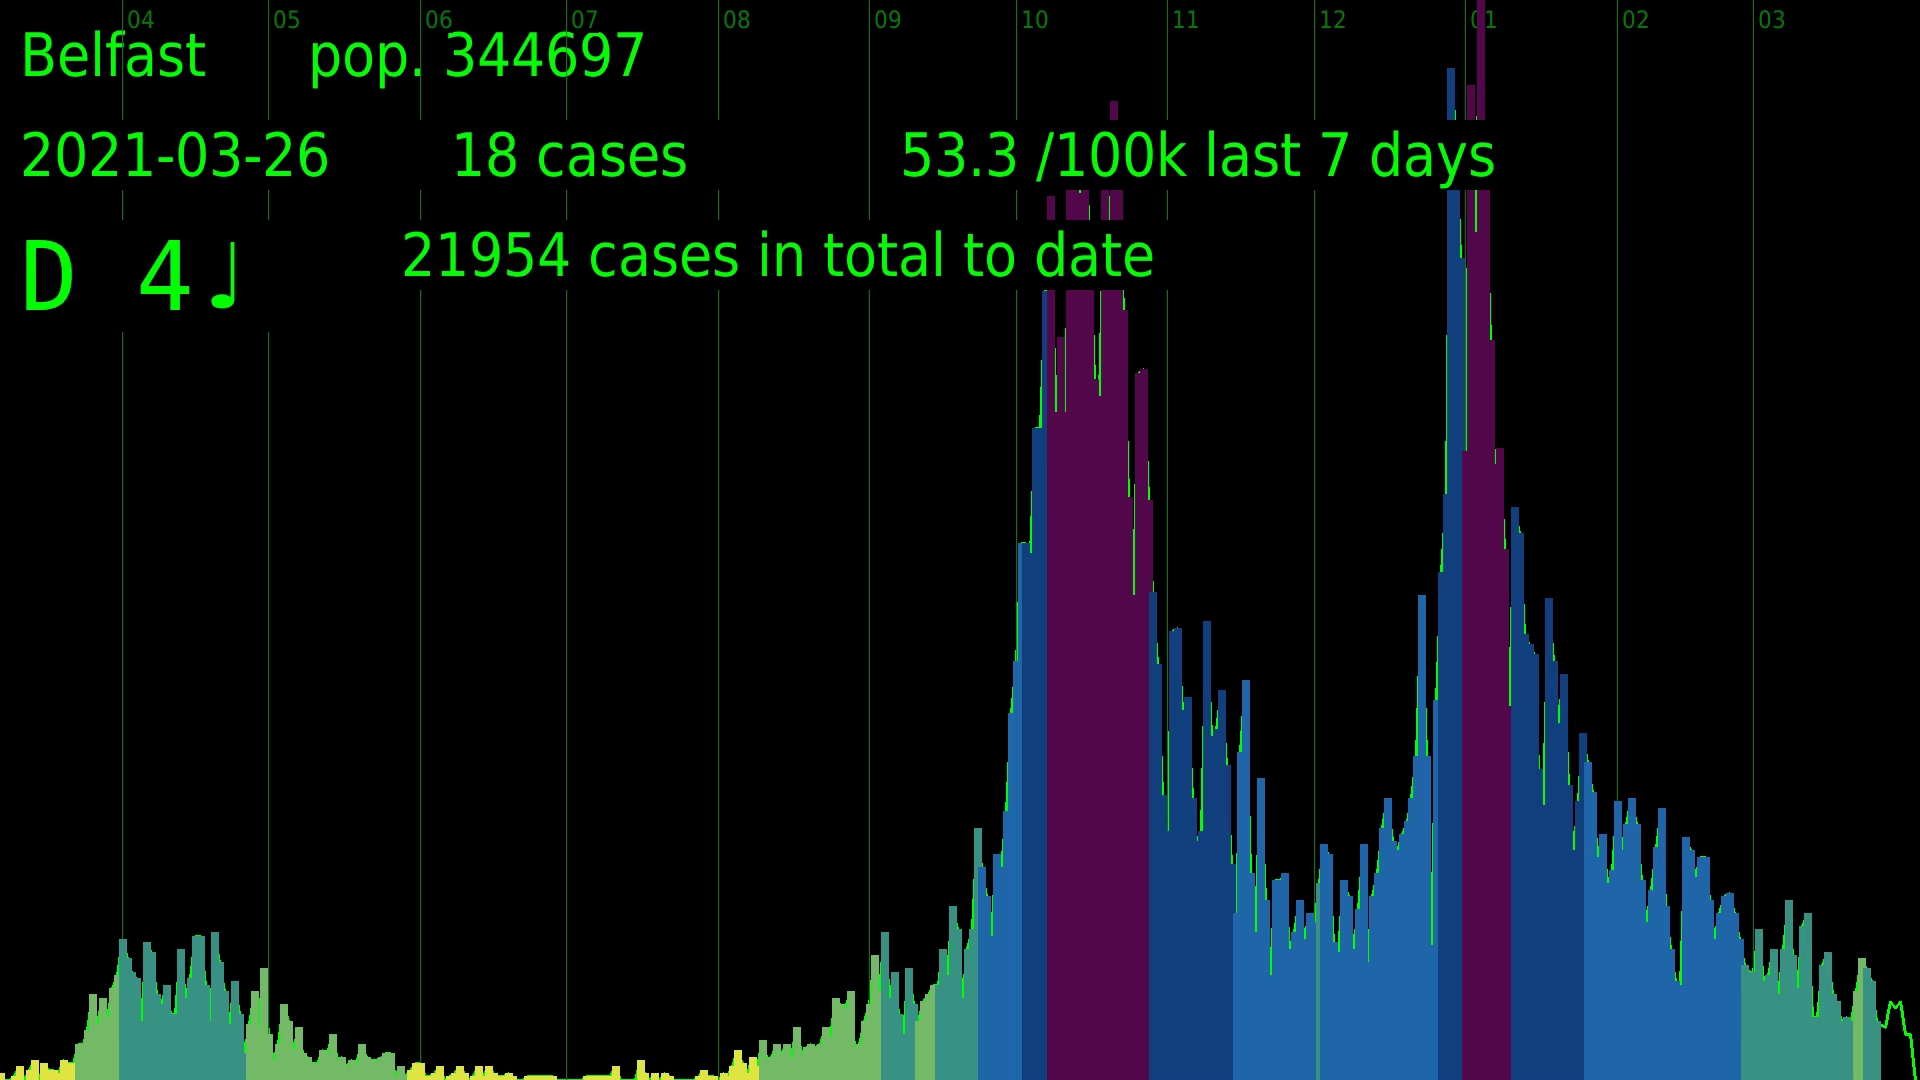 04 05 06 07 08 09 10 11 12 01 02 03
Belfast pop. 344697
2021-03-26 18 cases 53.3 /100k last 7 days
D 4♩ 21954 cases in total to date